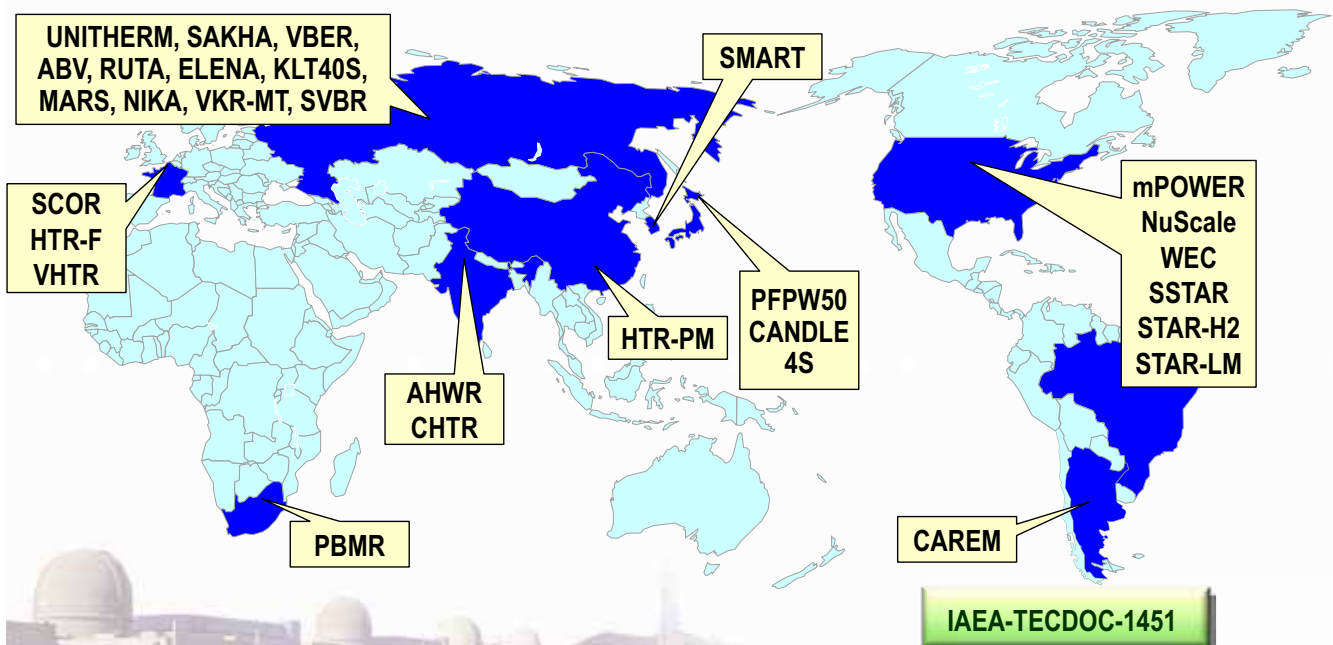 UNITHERM, SAKHA, VBER,
ABV, RUTA, ELENA, KLT40S,
MARS, NIKA, VKR-MT, SVBR
SMART
SCOR
HTR-F
VHTR
mPOWER
NuScale
WEC
SSTAR
STAR-H2
STAR-LM
PFPW50
CANDLE
4S
HTR-PM
AHWR
CHTR
PBMR
CAREM
IAEA-TECDOC-1451